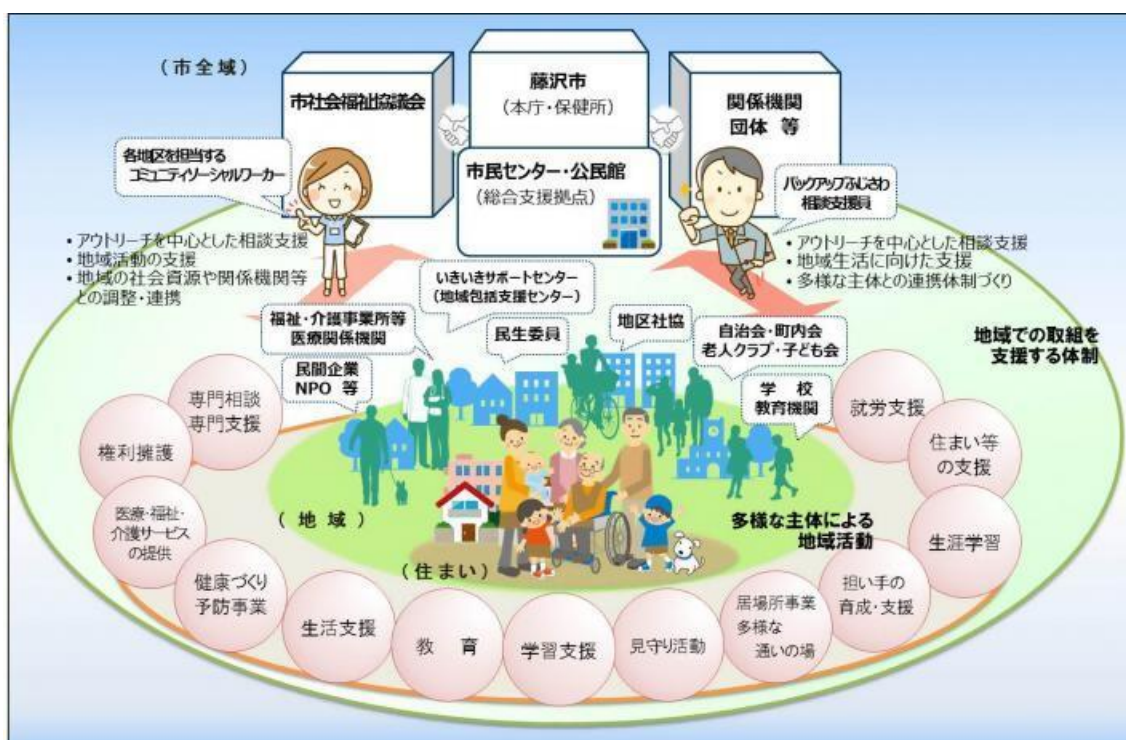 (市全域)
市社会福祉協議会
藤沢市
(本庁・保健所)
関係機関
団体 等
市民センター・公民館
(総合支援拠点)
各地区を担当する
コミュニティソーシャルワーカー
バックアップふじさわ
相談支援員
• アウトリーチを中心とした相談支援
• 地域活動の支援
• 地域の社会資源や関係機関等
との調整・連携
• アウトリーチを中心とした相談支援
• 地域生活に向けた支援
• 多様な主体との連携体制づくり
いきいきサポートセンター
(地域包括支援センター)
福祉・介護事業所等
医療関係機関
民生委員
地区社協
自治会・町内会
老人クラブ・子ども会
民間企業
NPO 等
学 校
教育機関
地域での取組を
支援する体制
専門相談
専門支援
権利擁護
医療・福祉・
介護サービス
の提供
健康づくり
予防事業
生活支援
教 育
学習支援
見守り活動
居場所事業
多様な
通いの場
担い手の
育成・支援
生涯学習
住まい等
の支援
就労支援
(地域)
(住まい)
多様な主体による
地域活動